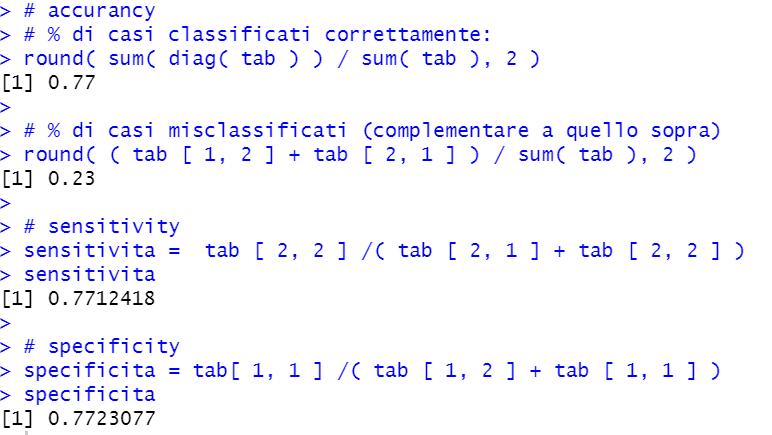 > # accurancy
> # % di casi classificati correttamente:
> round( sum( diag( tab ) ) / sum( tab ), 2 )
[1] 0.77
>
> # % di casi misclassificati (complementare a quello sopra)
> round( ( tab [ 1, 2 ] + tab [ 2, 1 ] ) / sum( tab ), 2 )
[1] 0.23
>
> # sensitivity
> sensitivita =  tab [ 2, 2 ] /( tab [ 2, 1 ] + tab [ 2, 2 ] )
> sensitivita
[1] 0.7712418
>
> # specificity
> specificita = tab[ 1, 1 ] /( tab [ 1, 2 ] + tab [ 1, 1 ] )
> specificita
[1] 0.7723077